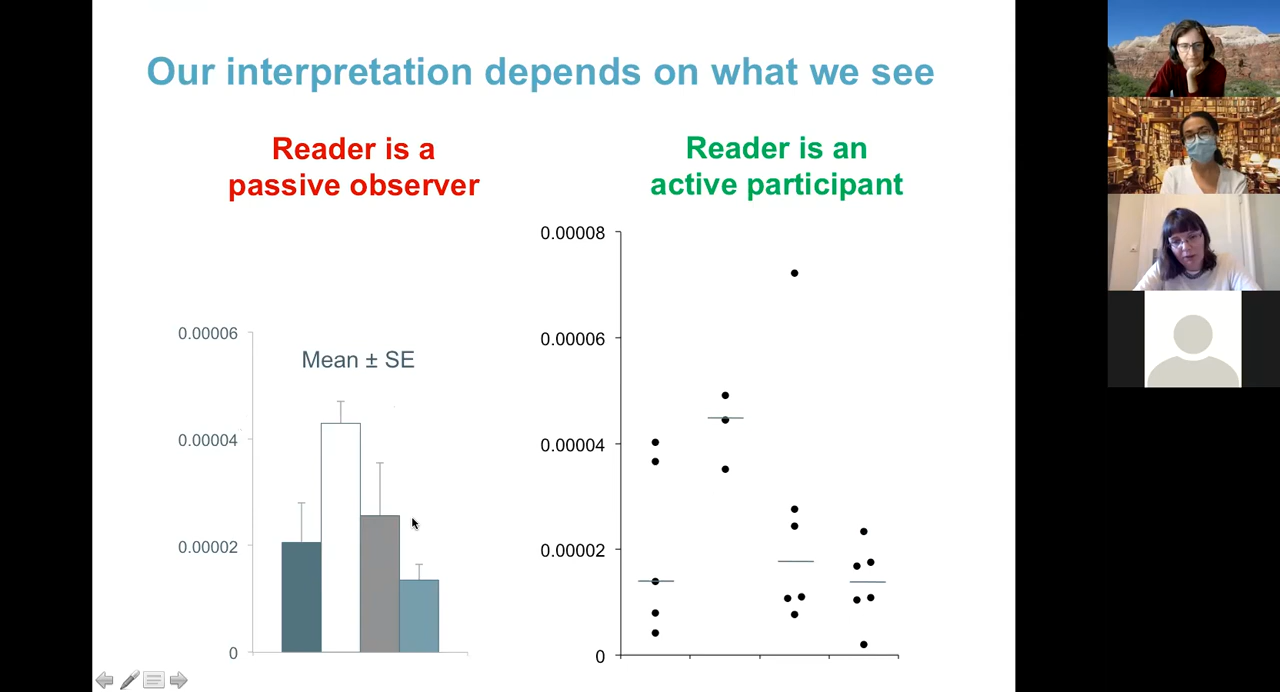 Our interpretation depends on what we see
Reader is a
passive observer
0.00006
Mean ± SE
0.00004
0.00002
0
Reader is an
active participant
0.00008
0.00006
0.00004
0.00002
0